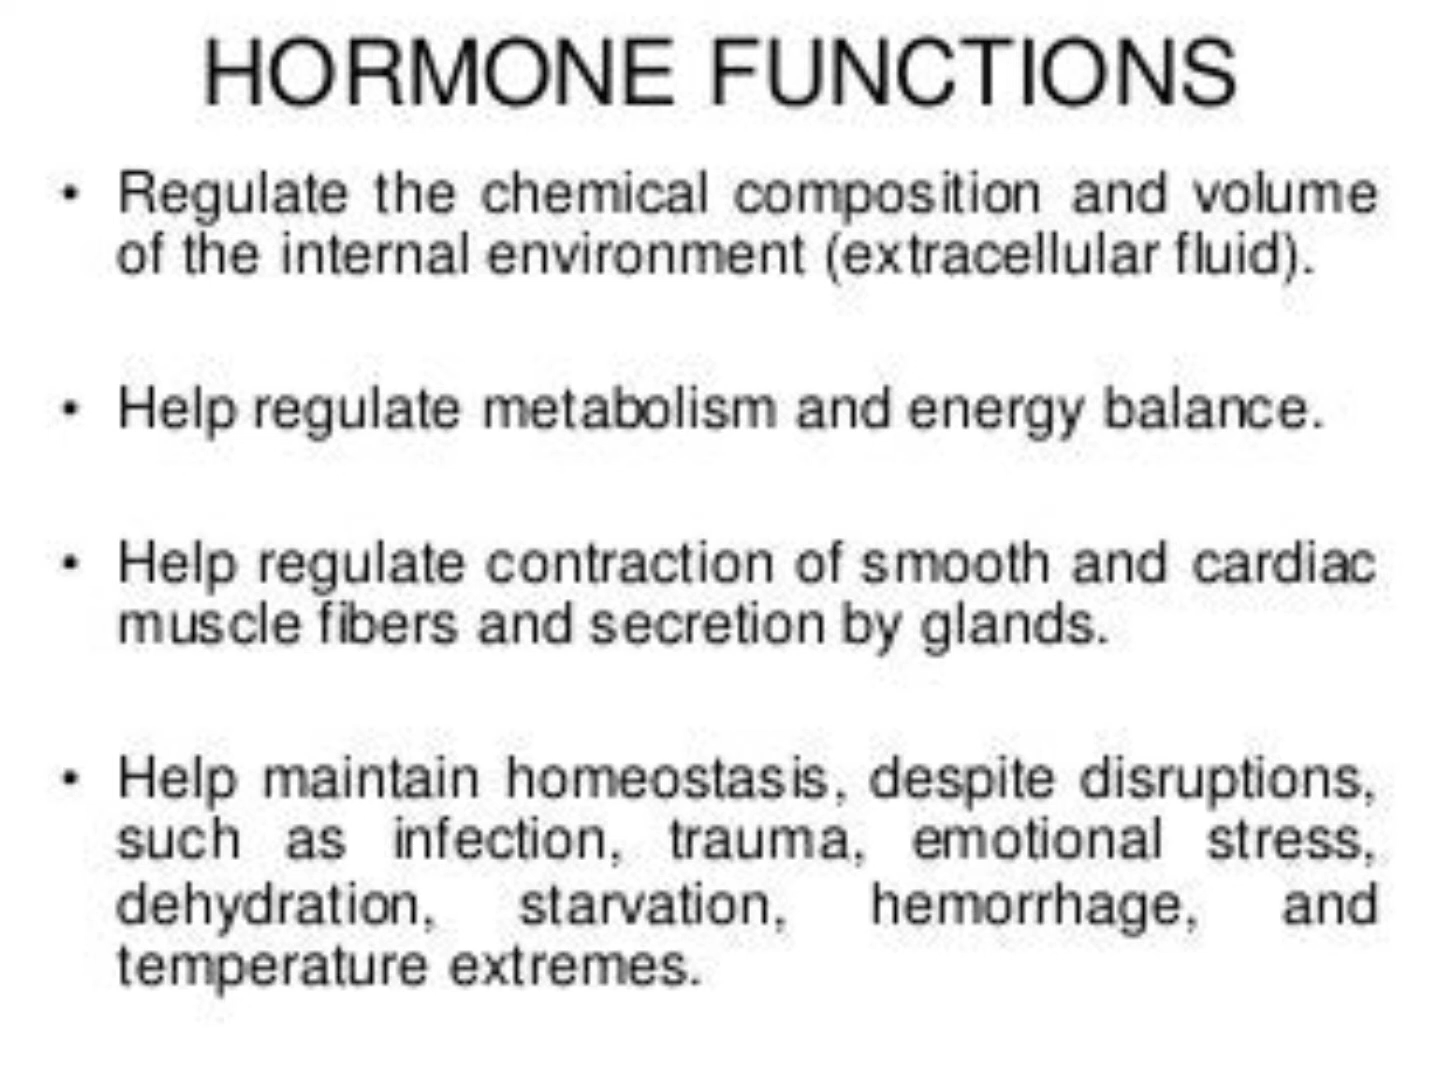 HORMONE FUNCTIONS
• Regulate the chemical composition and volume
of the internal environment (extracellular fluid).
• Help regulate metabolism and energy balance.
• Help regulate contraction of smooth and cardiac
muscle fibers and secretion by glands.
• Help maintain homeostasis, despite disruptions,
such as infection, trauma, emotional stress,
dehydration, starvation, hemorrhage, and
temperature extremes.